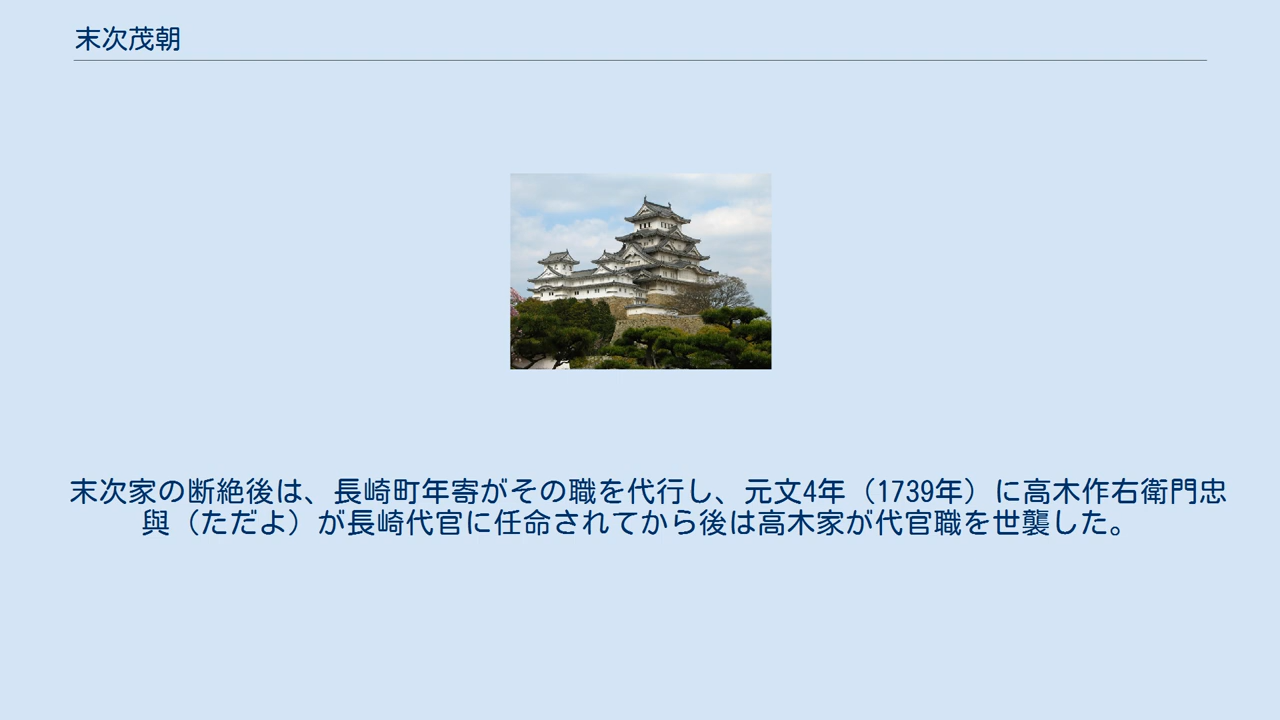 末次茂朝
末次家の断絶後は、長崎町年寄がその職を代行し、元文4年（1739年）に高木作右衛門忠
與（ただよ）が長崎代官に任命されてから後は高木家が代官職を世襲した。